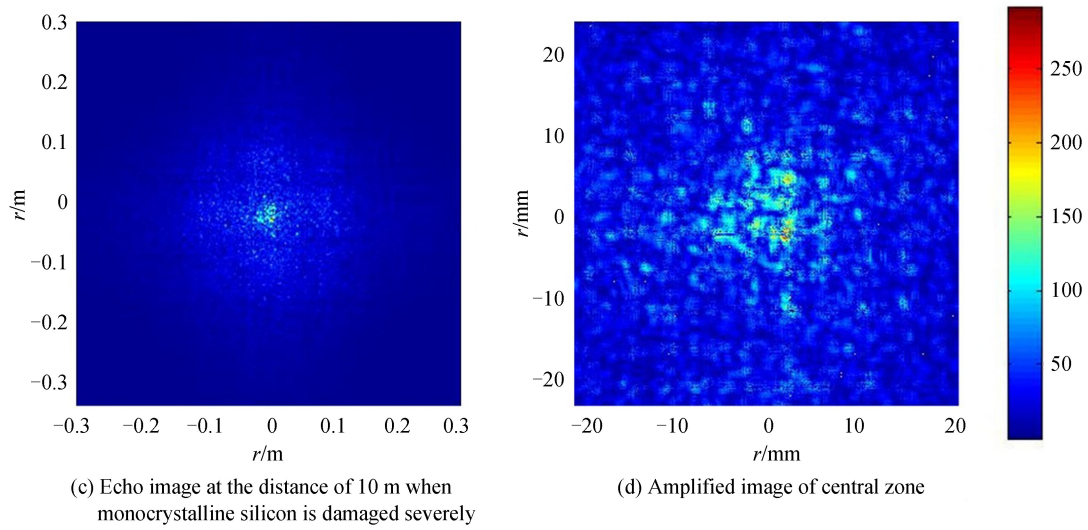 0.3
0.2
0.1
0
−0.1
−0.2
−0.3
r/m
−0.3 −0.2 −0.1 0 0.1 0.2 0.3
r/m
(c) Echo image at the distance of 10 m when
monocrystalline silicon is damaged severely
20
10
0
−10
−20
r/mm
−20 −10 0 10 20
r/mm
(d) Amplified image of central zone
250
200
150
100
50